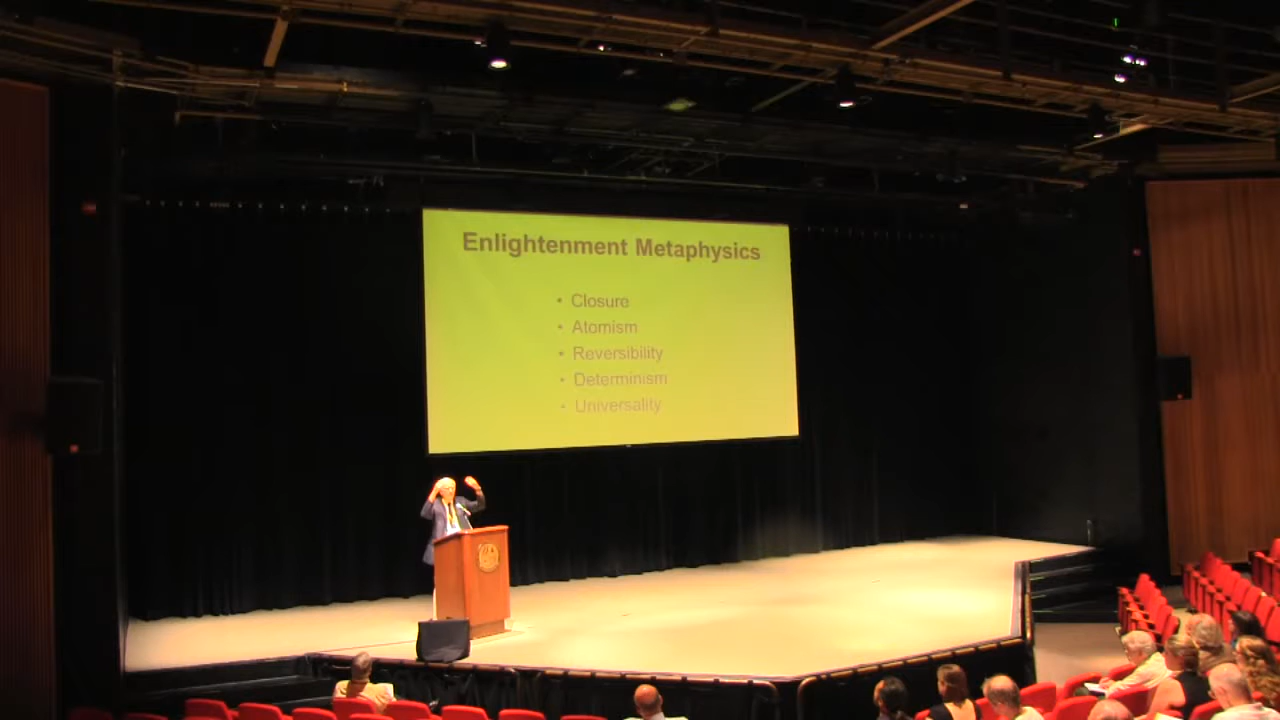 Enlightenment Metaphysics
• Closure
• Atomism
• Reversibility
• Determinism
• Universality